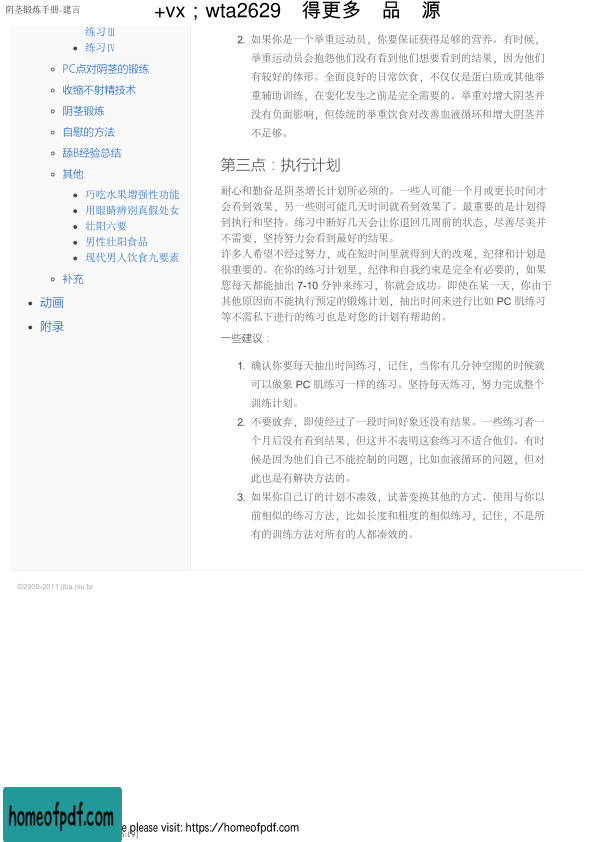 阴茎锻炼手册-建言
+vx；wta2629 得更多 品 源
练习Ⅲ
练习Ⅳ
PC点对阴茎的锻练
收缩不射精技术
阴茎锻炼
自慰的方法
舔B经验总结
其他
巧吃水果增强性功能
用眼睛辨别真假处女
壮阳六要
男性壮阳食品
现代男人饮食九要素
补充
动画
附录
2. 如果你是一个举重运动员，你要保证获得足够的营养。有时候，
举重运动员会抱怨他们没有看到他们想要看到的结果，因为他们
有较好的体形。全面良好的日常饮食，不仅仅是蛋白质或其他举
重辅助训练，在变化发生之前是完全需要的。举重对增大阴茎并
没有负面影响，但传统的举重饮食对改善血液循环和增大阴茎并
不足够。
第三点：执行计划
耐心和勤奋是阴茎增长计划所必须的。一些人可能一个月或更长时间才
会看到效果，另一些则可能几天时间就看到效果了。最重要的是计划得
到执行和坚持。练习中断好几天会让你退回几周前的状态，尽善尽美并
不需要，坚持努力会看到最好的结果。
许多人希望不经过努力，或在短时间里就得到大的改观，纪律和计划是
很重要的。在你的练习计划里，纪律和自我约束是完全有必要的，如果
您每天都能抽出 7-10 分钟来练习，你就会成功。即使在某一天，你由于
其他原因而不能执行预定的锻炼计划，抽出时间来进行比如 PC 肌练习
等不需私下进行的练习也是对您的计划有帮助的。
一些建议：
1. 确认你要每天抽出时间练习，记住，当你有几分钟空閒的时候就
可以做象 PC 肌练习一样的练习。坚持每天练习，努力完成整个
训练计划。
2. 不要放弃，即使经过了一段时间好象还没有结果。一些练习者一
个月后没有看到结果，但这并不表明这套练习不适合他们。有时
候是因为他们自己不能控制的问题，比如血液循环的问题，但对
此也是有解决方法的。
3. 如果你自己订的计划不凑效，试著变换其他的方式。使用与你以
前相似的练习方法，比如长度和粗度的相似练习，记住，不是所
有的训练方法对所有的人都凑效的。
©2009-2011 jiba.niu.bi
homeofpdf.com
e please visit: https://homeofpdf.com
:19]